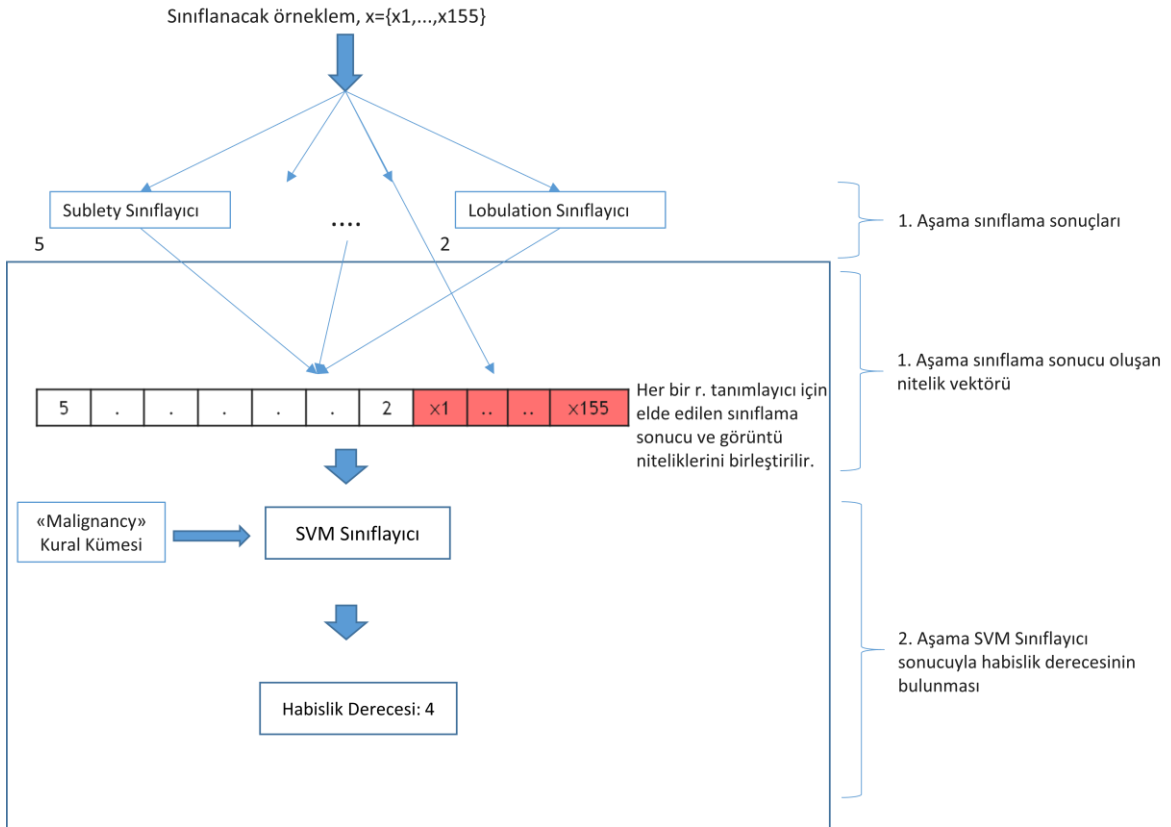 Sınıflanacak örneklem, x={x1,...,x155}
Sublety Sınıflayıcı
....
Lobulation Sınıflayıcı
1. Aşama sınıflama sonuçları
5
2
1. Aşama sınıflama sonucu oluşan
nitelik vektörü
5 . . . . . 2 x1 .. .. x155
Her bir r. tanımlayıcı için
elde edilen sınıflama
sonucu ve görüntü
niteliklerini birleştirilir.
«Malignancy»
Kural Kümesi
SVM Sınıflayıcı
2. Aşama SVM Sınıflayıcı
sonucuyla habislik derecesinin
bulunması
Habislik Derecesi: 4